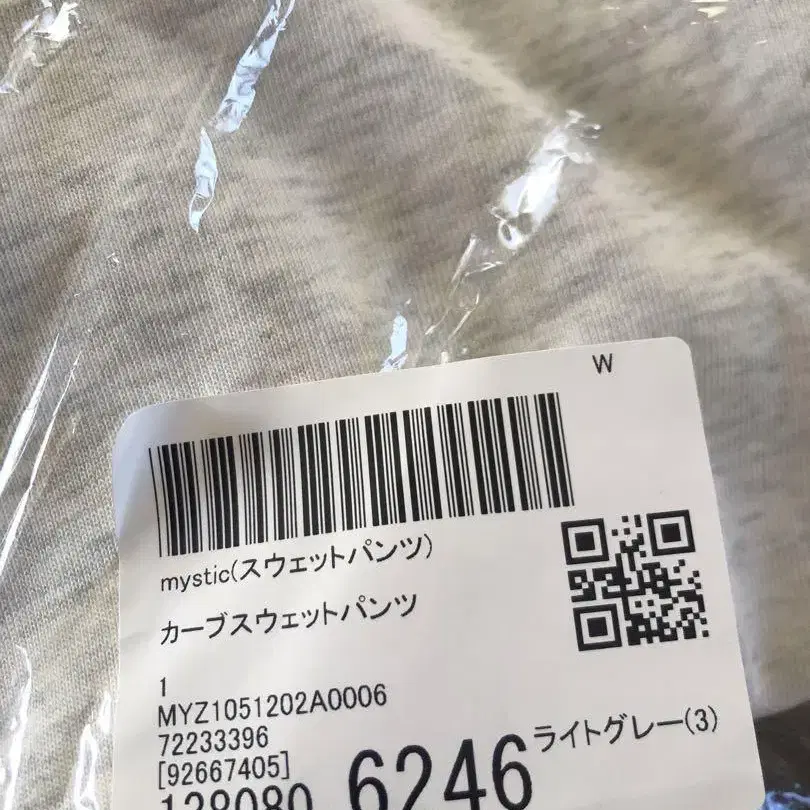 W
mystic(スウェットパンツ)
カーブスウェットパンツ
1
MYZ1051202A0006
72233396
[92667405]
ライトグレー(3)
128080 6246